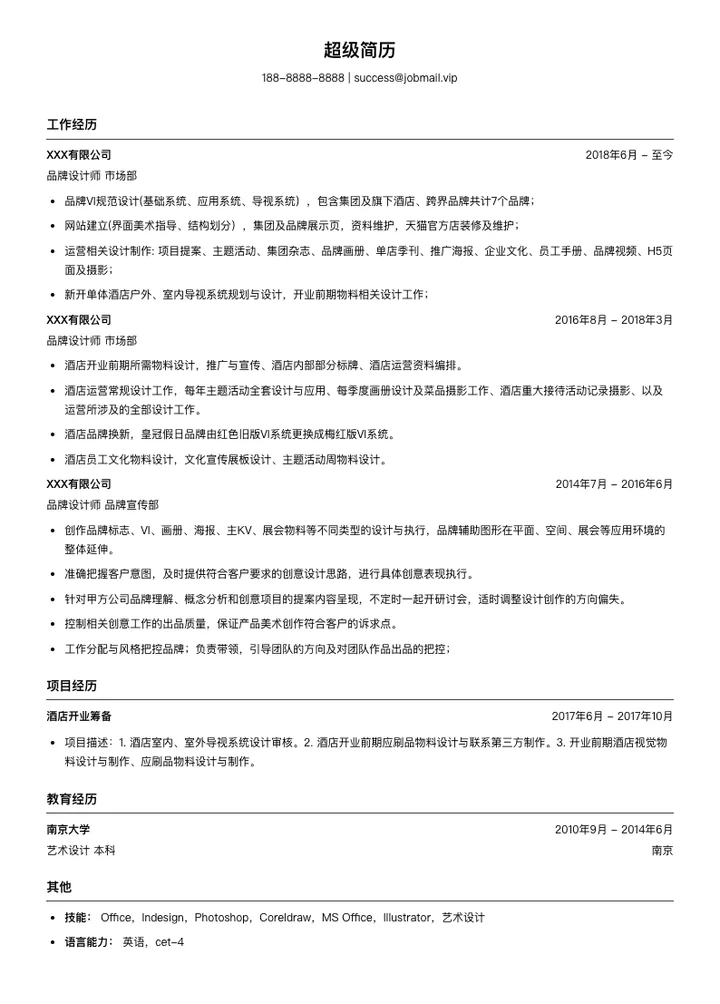 超级简历
188-8888-8888 | success@jobmail.vip
工作经历
XXX有限公司 2018年6月 – 至今
品牌设计师 市场部
• 品牌VI规范设计(基础系统、应用系统、导视系统），包含集团及旗下酒店、跨界品牌共计7个品牌；
• 网站建立(界面美术指导、结构划分），集团及品牌展示页，资料维护，天猫官方店装修及维护；
• 运营相关设计制作: 项目提案、主题活动、集团杂志、品牌画册、单店季刊、推广海报、企业文化、员工手册、品牌视频、H5页
面及摄影；
• 新开单体酒店户外、室内导视系统规划与设计，开业前期物料相关设计工作；
XXX有限公司 2016年8月 – 2018年3月
品牌设计师 市场部
• 酒店开业前期所需物料设计，推广与宣传、酒店内部部分标牌、酒店运营资料编排。
• 酒店运营常规设计工作，每年主题活动全套设计与应用、每季度画册设计及菜品摄影工作、酒店重大接待活动记录摄影、以及
运营所涉及的全部设计工作。
• 酒店品牌换新，皇冠假日品牌由红色旧版VI系统更换成梅红版VI系统。
• 酒店员工文化物料设计，文化宣传展板设计、主题活动周物料设计。
XXX有限公司 2014年7月 – 2016年6月
品牌设计师 品牌宣传部
• 创作品牌标志、VI、画册、海报、主KV、展会物料等不同类型的设计与执行，品牌辅助图形在平面、空间、展会等应用环境的
整体延伸。
• 准确把握客户意图，及时提供符合客户要求的创意设计思路，进行具体创意表现执行。
• 针对甲方公司品牌理解、概念分析和创意项目的提案内容呈现，不定时一起开研讨会，适时调整设计创作的方向偏失。
• 控制相关创意工作的出品质量，保证产品美术创作符合客户的诉求点。
• 工作分配与风格把控品牌；负责带领，引导团队的方向及对团队作品出品的把控；
项目经历
酒店开业筹备 2017年6月 – 2017年10月
• 项目描述：1. 酒店室内、室外导视系统设计审核。2. 酒店开业前期应刷品物料设计与联系第三方制作。3. 开业前期酒店视觉物
料设计与制作、应刷品物料设计与制作。
教育经历
南京大学 2010年9月 – 2014年6月
艺术设计 本科 南京
其他
• 技能： Office，Indesign，Photoshop，Coreldraw，MS Office，Illustrator，艺术设计
• 语言能力： 英语，cet-4